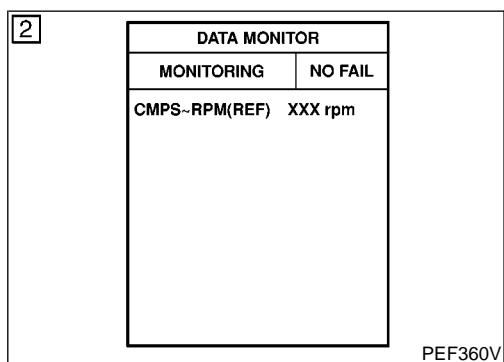 2
DATA MONITOR
MONITORING NO FAIL
CMPS~RPM(REF) XXX rpm
PEF360V